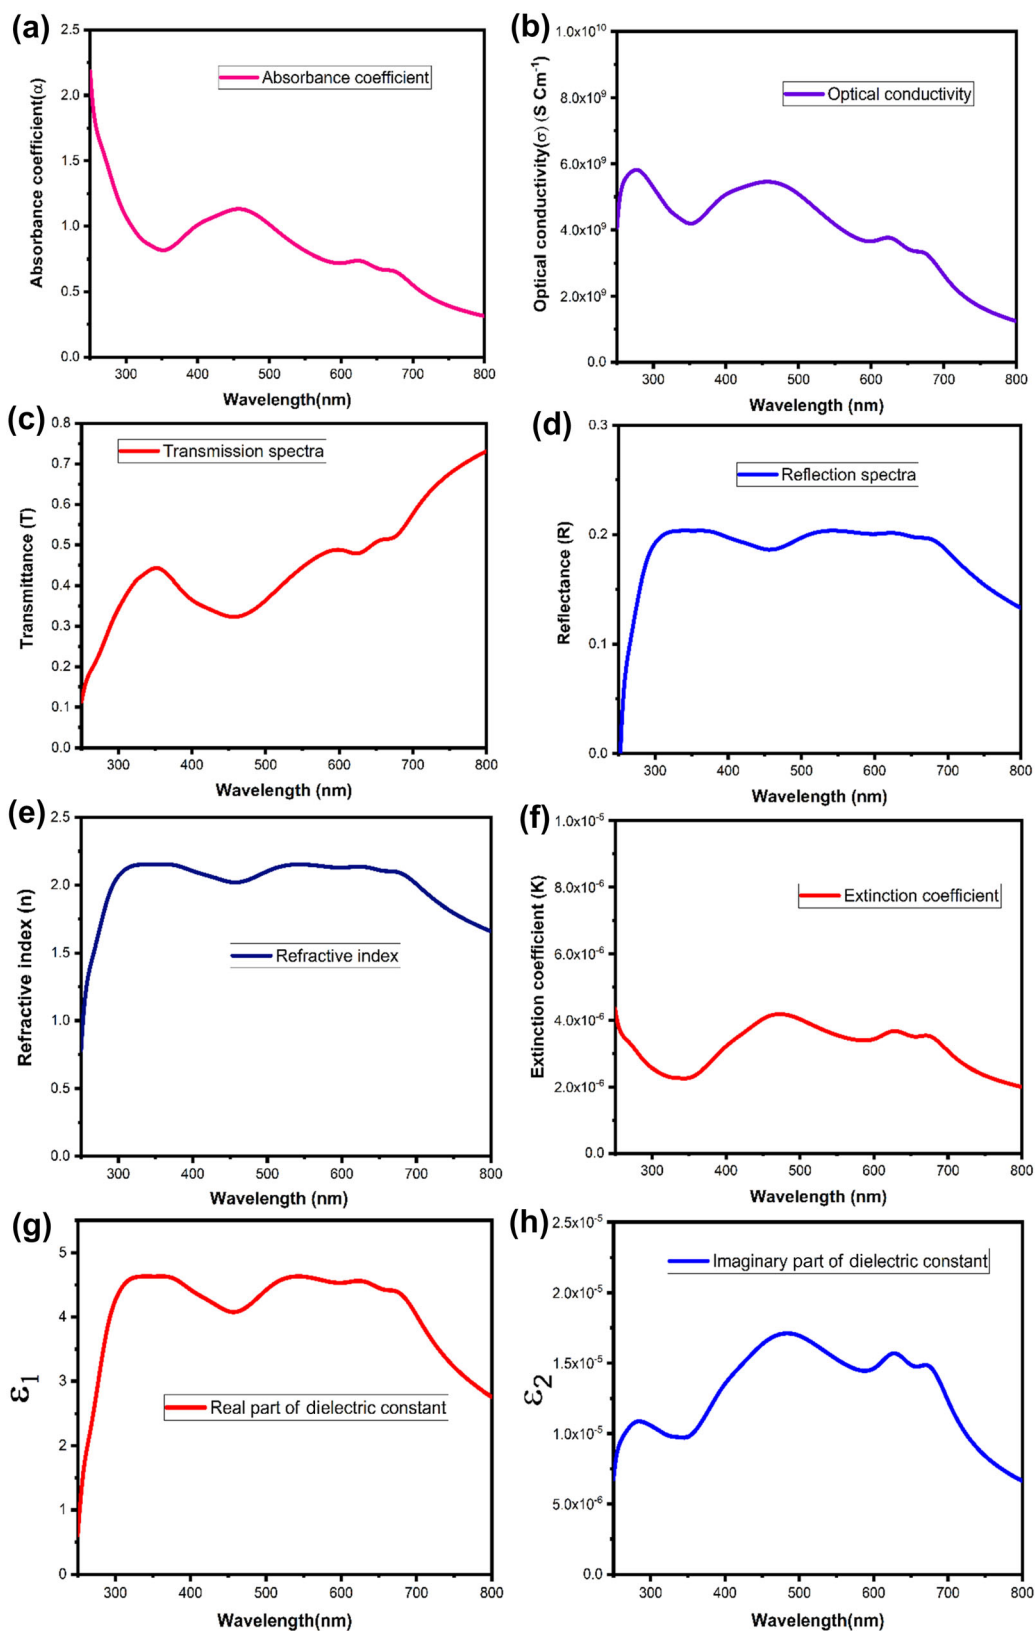 (a)
2.5
2.0
1.5
1.0
0.5
0.0
Absorbance coefficient(α)
Absorbance coefficient
300 400 500 600 700 800
Wavelength(nm)
(b)
1.0x10¹⁰
8.0x10⁹
6.0x10⁹
4.0x10⁹
2.0x10⁹
0.0
Optical conductivity(σ) (S Cm⁻¹)
Optical conductivity
300 400 500 600 700 800
Wavelength (nm)
(c)
0.8
0.7
0.6
0.5
0.4
0.3
0.2
0.1
0.0
Transmittance (T)
Transmission spectra
300 400 500 600 700 800
Wavelength (nm)
(d)
0.3
0.2
0.1
0.0
Reflectance (R)
Reflection spectra
300 400 500 600 700 800
Wavelength (nm)
(e)
2.5
2.0
1.5
1.0
0.5
0.0
Refractive index (n)
Refractive index
300 400 500 600 700 800
Wavelength (nm)
(f)
1.0x10⁻⁵
8.0x10⁻⁶
6.0x10⁻⁶
4.0x10⁻⁶
2.0x10⁻⁶
0.0
Extinction coefficient (K)
Extinction coefficient
300 400 500 600 700 800
Wavelength (nm)
(g)
5
4
3
2
1
0
ε₁
Real part of dielectric constant
300 400 500 600 700 800
Wavelength(nm)
(h)
2.5x10⁻⁵
2.0x10⁻⁵
1.5x10⁻⁵
1.0x10⁻⁵
5.0x10⁻⁶
0.0
ε₂
Imaginary part of dielectric constant
300 400 500 600 700 800
Wavelength(nm)